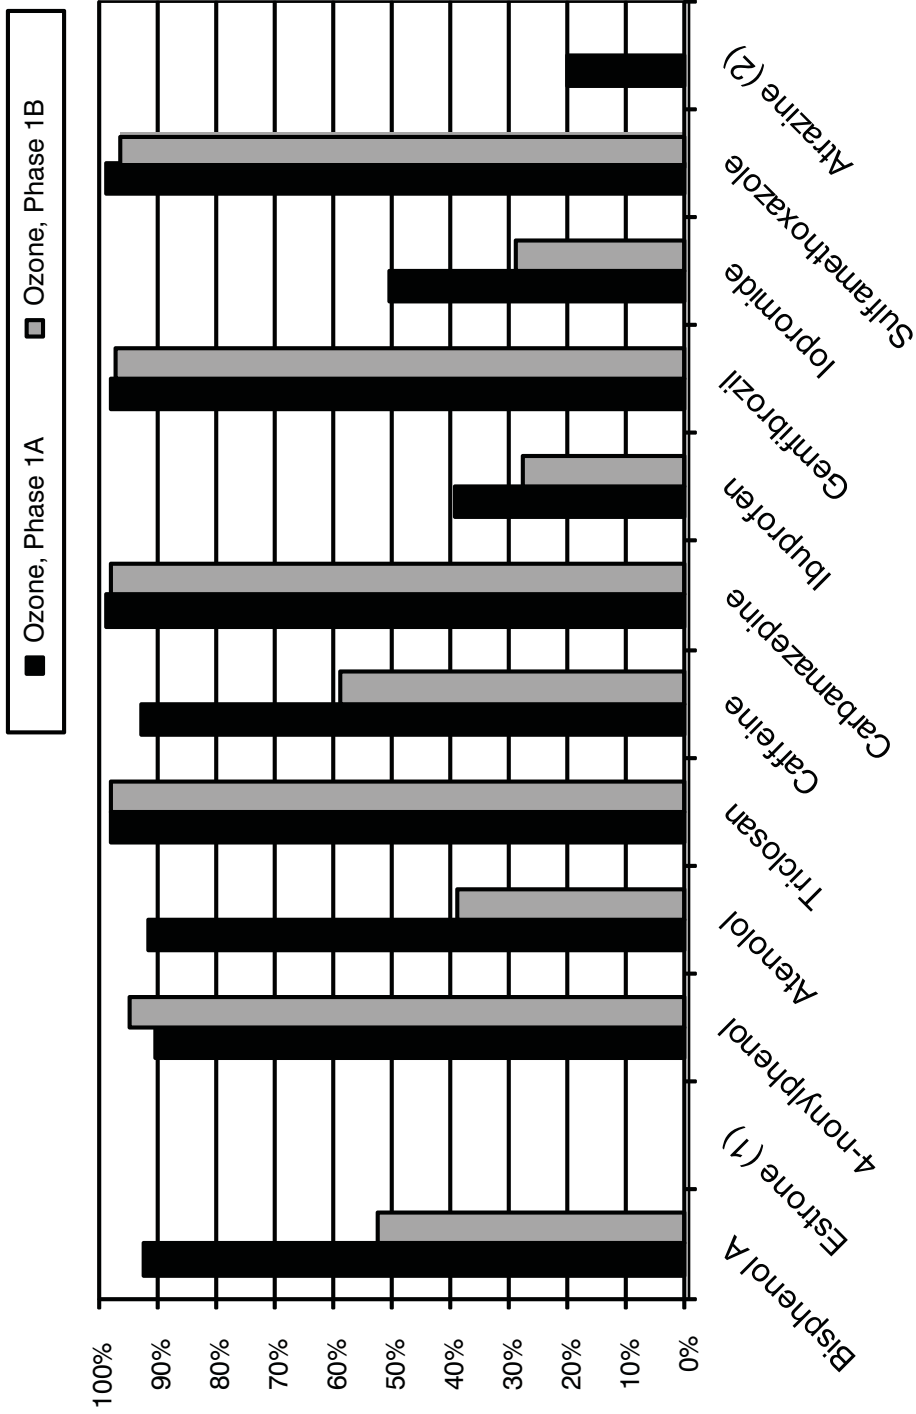 Ozone, Phase 1A
Ozone, Phase 1B
100%
90%
80%
70%
60%
50%
40%
30%
20%
10%
0%
Bisphenol A
Estrone (1)
4-nonylphenol
Atenolol
Triclosan
Caffeine
Carbamazepine
Ibuprofen
Gemfibrozil
Iopromide
Sulfamethoxazole
Atrazine (2)